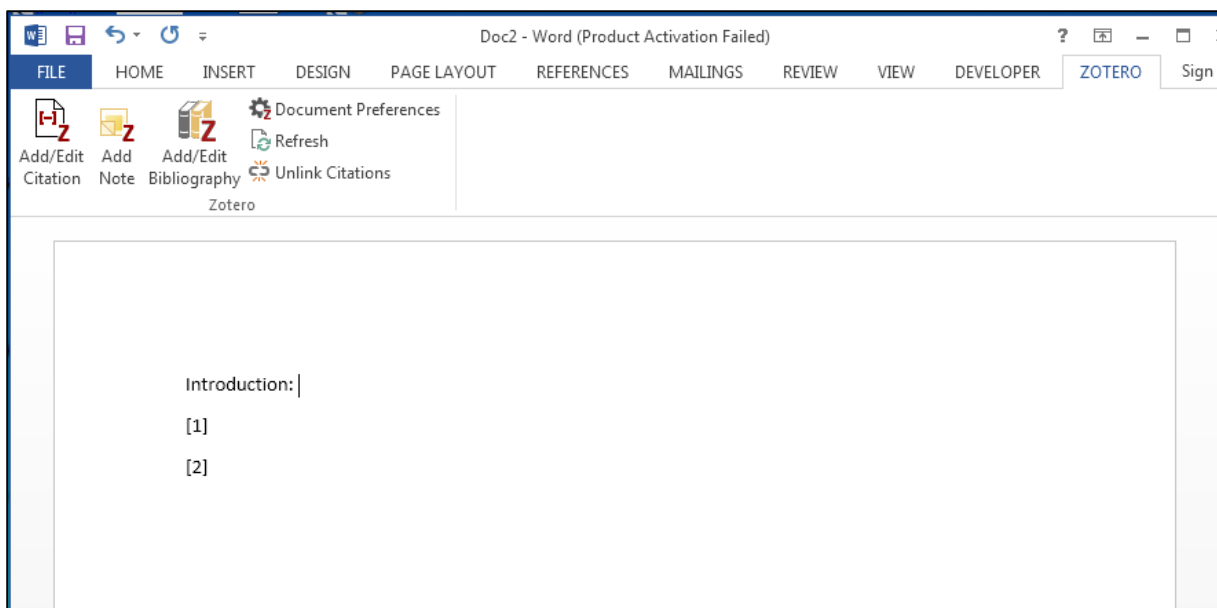 Doc2 - Word (Product Activation Failed)
FILE HOME INSERT DESIGN PAGE LAYOUT REFERENCES MAILINGS REVIEW VIEW DEVELOPER ZOTERO Sign
Add/Edit Citation
Add Note
Add/Edit Bibliography
Document Preferences
Refresh
Unlink Citations
Zotero
Introduction:
[1]
[2]